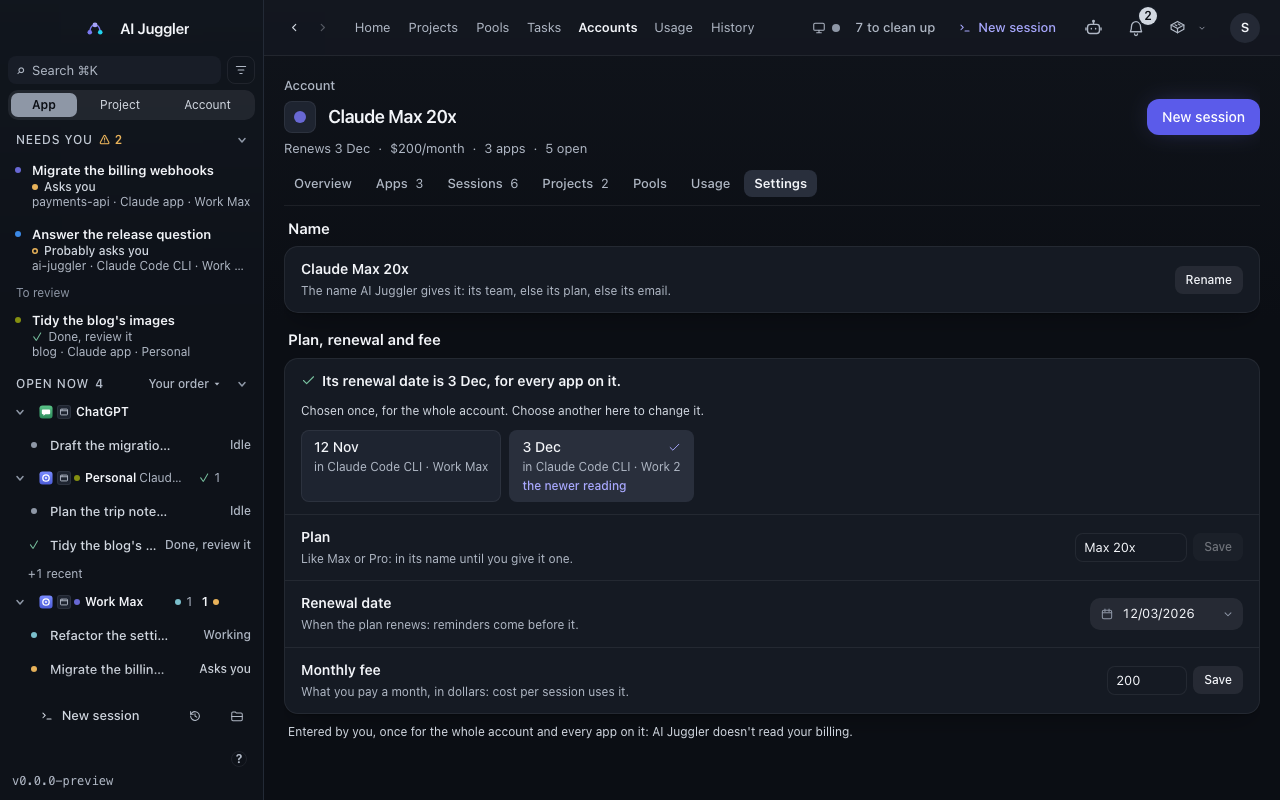 AI Juggler
Search ⌘K
App Project Account
NEEDS YOU 2
Migrate the billing webhooks
Asks you
payments-api · Claude app · Work Max
Answer the release question
Probably asks you
ai-juggler · Claude Code CLI · Work ...
To review
Tidy the blog's images
Done, review it
blog · Claude app · Personal
OPEN NOW 4 Your order
ChatGPT
Draft the migratio... Idle
Personal Claud... 1
Plan the trip note... Idle
Tidy the blog's ... Done, review it
+1 recent
Work Max 1 1
Refactor the setti... Working
Migrate the billin... Asks you
New session
?
v0.0.0-preview
Home Projects Pools Tasks Accounts Usage History 7 to clean up New session 2 S
Account
Claude Max 20x
New session
Renews 3 Dec · $200/month · 3 apps · 5 open
Overview Apps 3 Sessions 6 Projects 2 Pools Usage Settings
Name
Claude Max 20x
The name AI Juggler gives it: its team, else its plan, else its email.
Rename
Plan, renewal and fee
Its renewal date is 3 Dec, for every app on it.
Chosen once, for the whole account. Choose another here to change it.
12 Nov
in Claude Code CLI · Work Max
3 Dec
in Claude Code CLI · Work 2
the newer reading
Plan
Like Max or Pro: in its name until you give it one.
Max 20x Save
Renewal date
When the plan renews: reminders come before it.
12/03/2026
Monthly fee
What you pay a month, in dollars: cost per session uses it.
200 Save
Entered by you, once for the whole account and every app on it: AI Juggler doesn't read your billing.